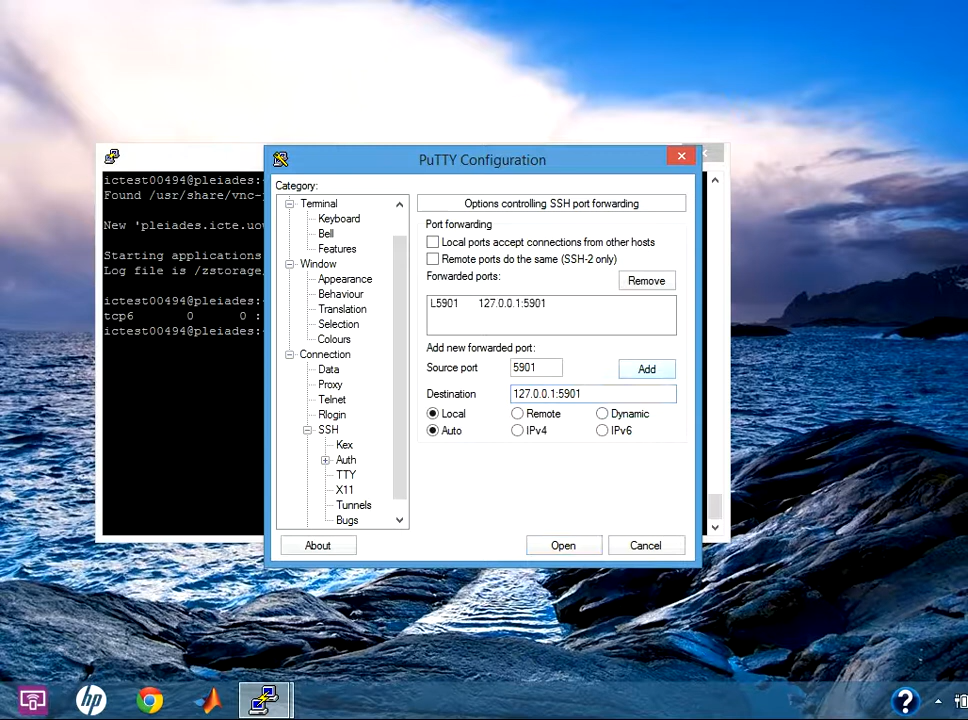 PuTTY Configuration
ictest00494@pleiades:
Found /usr/share/vnc-
New 'pleiades.icte.uow
Starting applications
Log file is /zstorage
ictest00494@pleiades:
tcp6 0 0 :
ictest00494@pleiades:
Category:
Terminal
Keyboard
Bell
Features
Window
Appearance
Behaviour
Translation
Selection
Colours
Connection
Data
Proxy
Telnet
Rlogin
SSH
Kex
Auth
TTY
X11
Tunnels
Bugs
Options controlling SSH port forwarding
Port forwarding
Local ports accept connections from other hosts
Remote ports do the same (SSH-2 only)
Forwarded ports:
Remove
L5901 127.0.0.1:5901
Add new forwarded port:
Source port 5901 Add
Destination 127.0.0.1:5901
Local Remote Dynamic
Auto IPv4 IPv6
About Open Cancel
hp
?